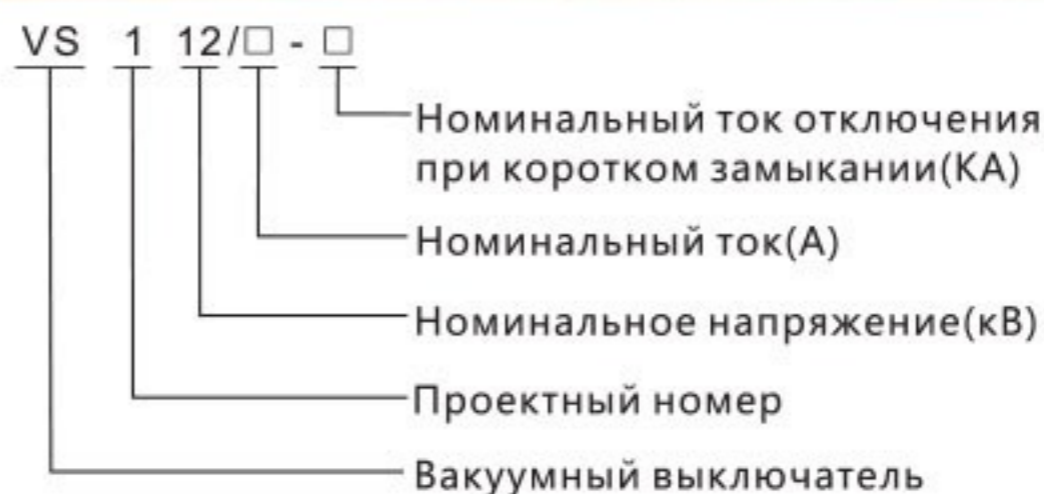 VS 1 12/□ - □
Номинальный ток отключения
при коротком замыкании(КА)
Номинальный ток(А)
Номинальное напряжение(кВ)
Проектный номер
Вакуумный выключатель